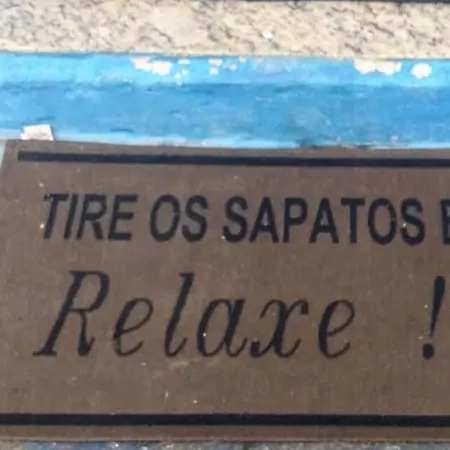 TIRE OS SAPATOS E
Relaxe !